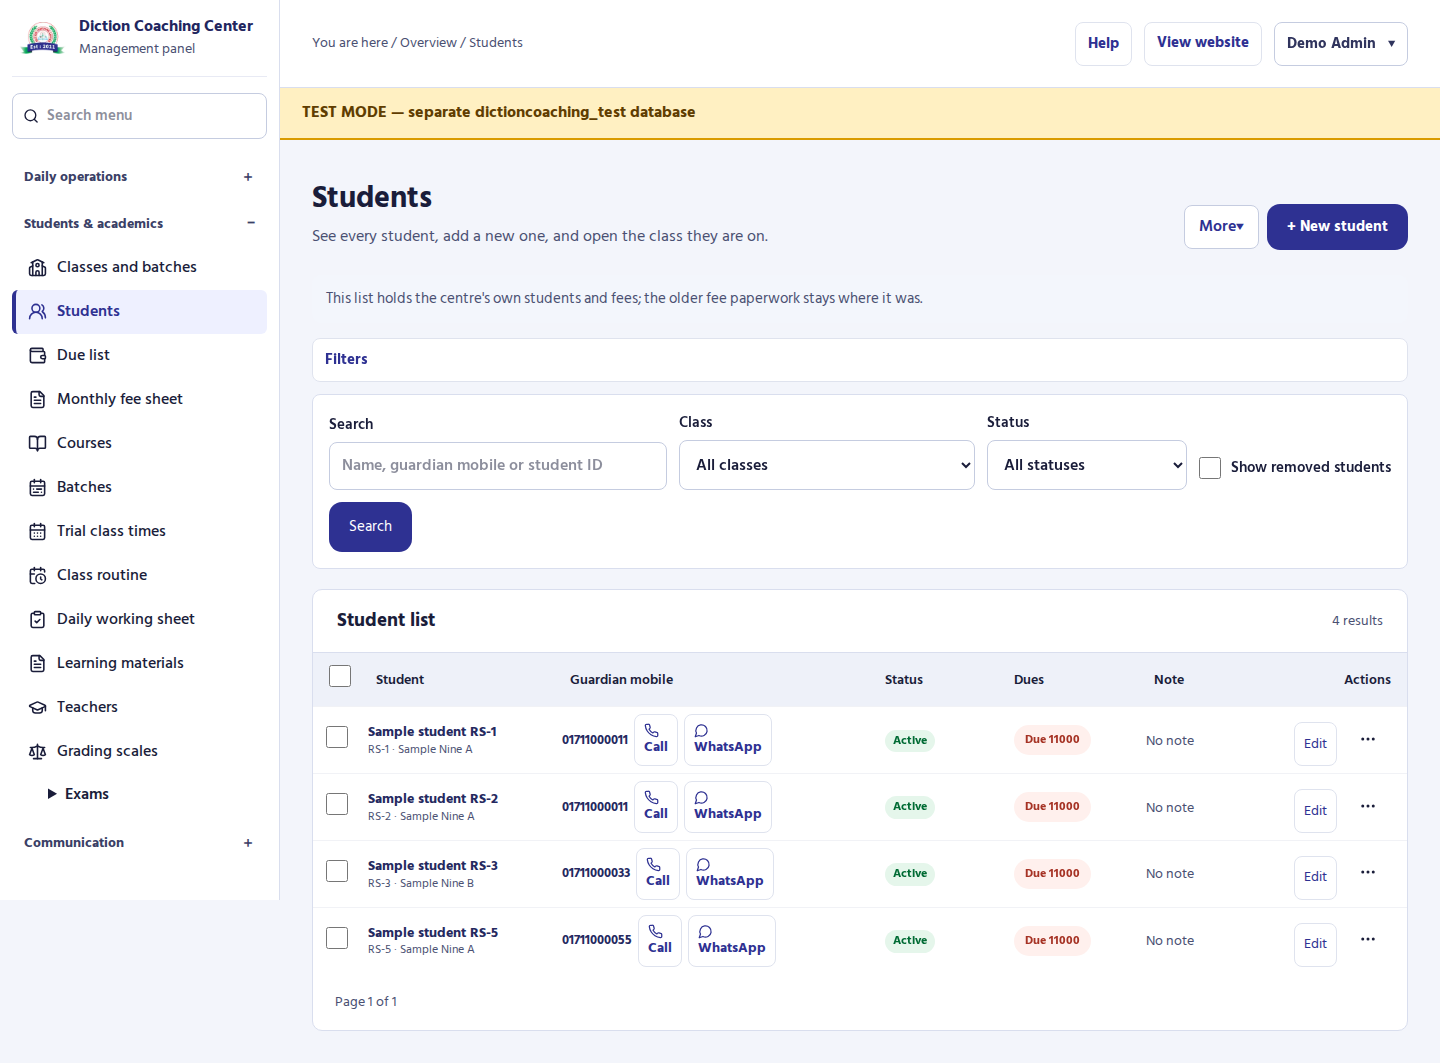 Diction Coaching Center
Management panel
Est : 2011
You are here / Overview / Students
Help
View website
Demo Admin ▾
TEST MODE — separate dictioncoaching_test database
Search menu
Daily operations +
Students & academics −
Classes and batches
Students
Due list
Monthly fee sheet
Courses
Batches
Trial class times
Class routine
Daily working sheet
Learning materials
Teachers
Grading scales
Exams
Communication +
Students
See every student, add a new one, and open the class they are on.
More▾
+ New student
This list holds the centre's own students and fees; the older fee paperwork stays where it was.
Filters
Search
Name, guardian mobile or student ID
Class
All classes
Status
All statuses
Show removed students
Search
Student list
4 results
Student Guardian mobile Status Dues Note Actions
Sample student RS-1
RS-1 · Sample Nine A
01711000011
Call
WhatsApp
Active
Due 11000
No note
Edit
Sample student RS-2
RS-2 · Sample Nine A
01711000011
Call
WhatsApp
Active
Due 11000
No note
Edit
Sample student RS-3
RS-3 · Sample Nine B
01711000033
Call
WhatsApp
Active
Due 11000
No note
Edit
Sample student RS-5
RS-5 · Sample Nine A
01711000055
Call
WhatsApp
Active
Due 11000
No note
Edit
Page 1 of 1